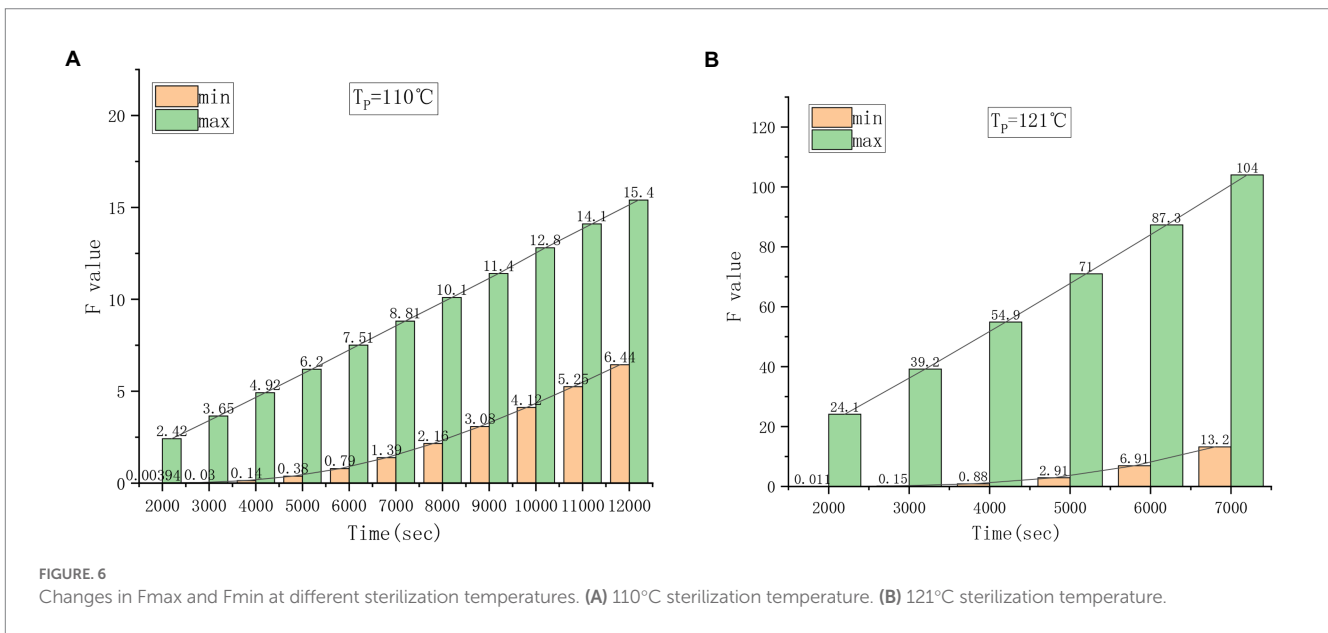 A
min
max
T_P=110℃
F value
20
15
10
5
0
0.00394
2.42
0.03
3.65
0.14
4.92
0.38
6.2
0.79
7.51
1.39
8.81
2.16
10.1
3.08
11.4
4.12
12.8
5.25
14.1
6.44
15.4
2000 3000 4000 5000 6000 7000 8000 9000 10000 11000 12000
Time(sec)
B
min
max
T_P=121℃
F value
120
100
80
60
40
20
0
0.011
24.1
0.15
39.2
0.88
54.9
2.91
71
6.91
87.3
13.2
104
2000 3000 4000 5000 6000 7000
Time(sec)
FIGURE. 6
Changes in Fmax and Fmin at different sterilization temperatures. (A) 110°C sterilization temperature. (B) 121°C sterilization temperature.